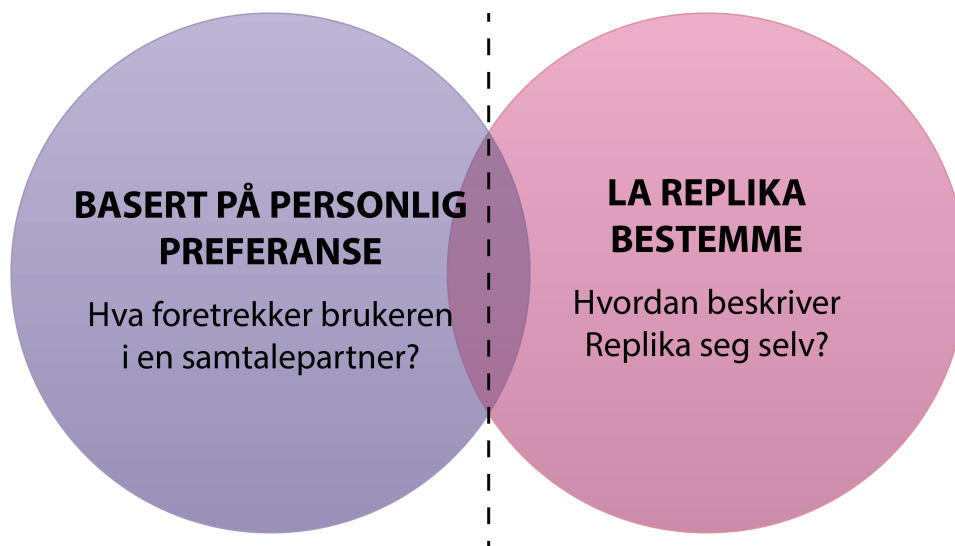 BASERT PÅ PERSONLIG
PREFERANSE
Hva foretrekker brukeren
i en samtalepartner?
LA REPLIKA
BESTEMME
Hvordan beskriver
Replika seg selv?